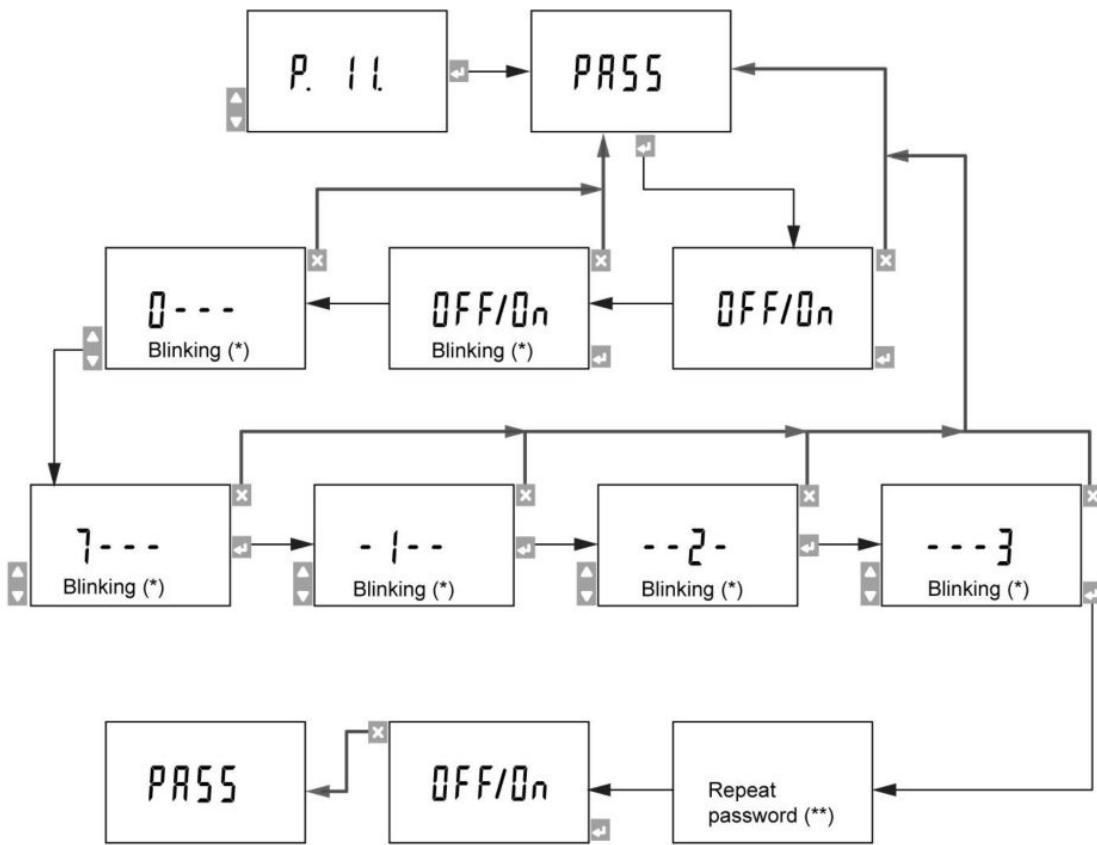 P. 11.
PASS
0---
Blinking (*)
OFF/On
Blinking (*)
OFF/On
7---
Blinking (*)
-1--
Blinking (*)
--2-
Blinking (*)
---3
Blinking (*)
PASS
OFF/On
Repeat
password (**)